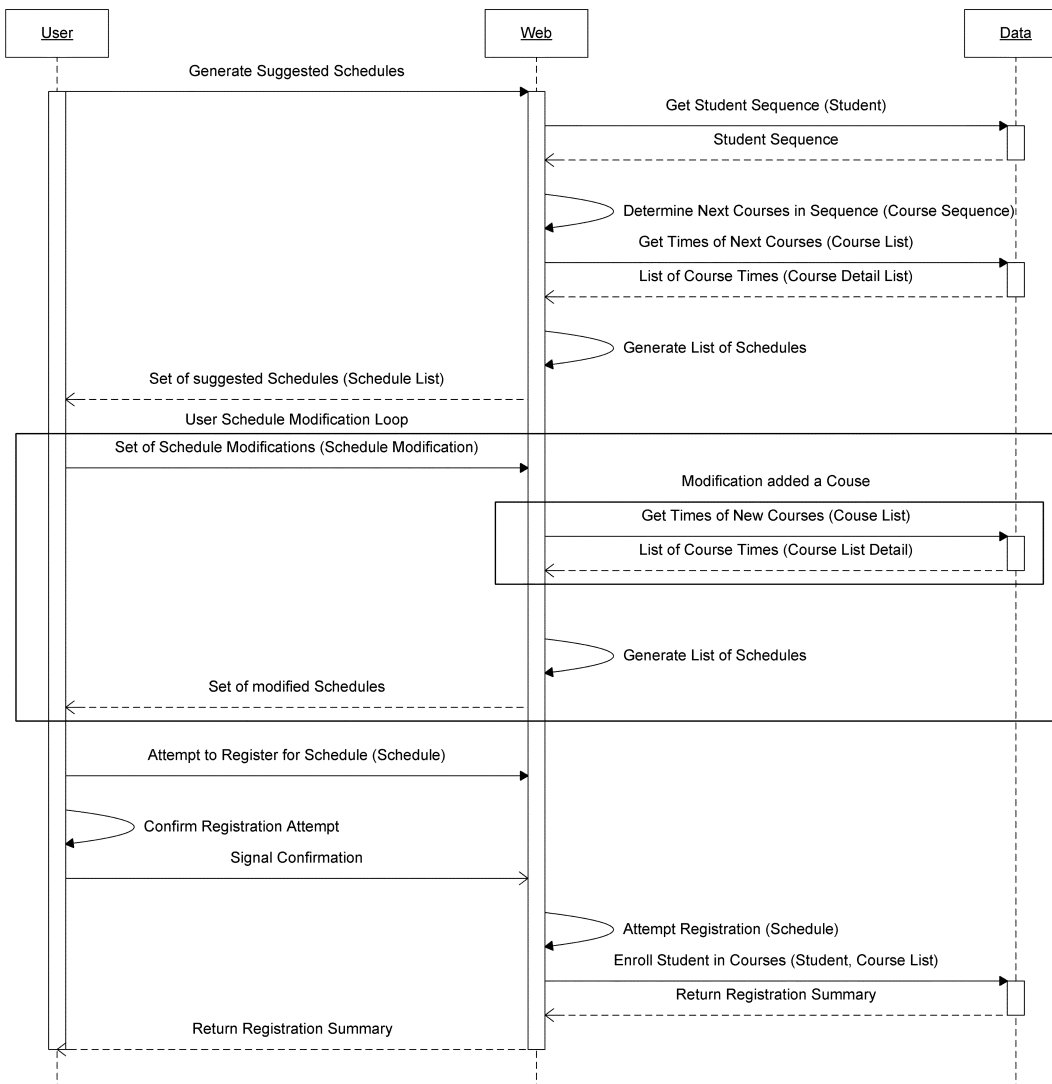 User
Web
Data
Generate Suggested Schedules
Get Student Sequence (Student)
Student Sequence
Determine Next Courses in Sequence (Course Sequence)
Get Times of Next Courses (Course List)
List of Course Times (Course Detail List)
Generate List of Schedules
Set of suggested Schedules (Schedule List)
User Schedule Modification Loop
Set of Schedule Modifications (Schedule Modification)
Modification added a Couse
Get Times of New Courses (Couse List)
List of Course Times (Course List Detail)
Generate List of Schedules
Set of modified Schedules
Attempt to Register for Schedule (Schedule)
Confirm Registration Attempt
Signal Confirmation
Attempt Registration (Schedule)
Enroll Student in Courses (Student, Course List)
Return Registration Summary
Return Registration Summary